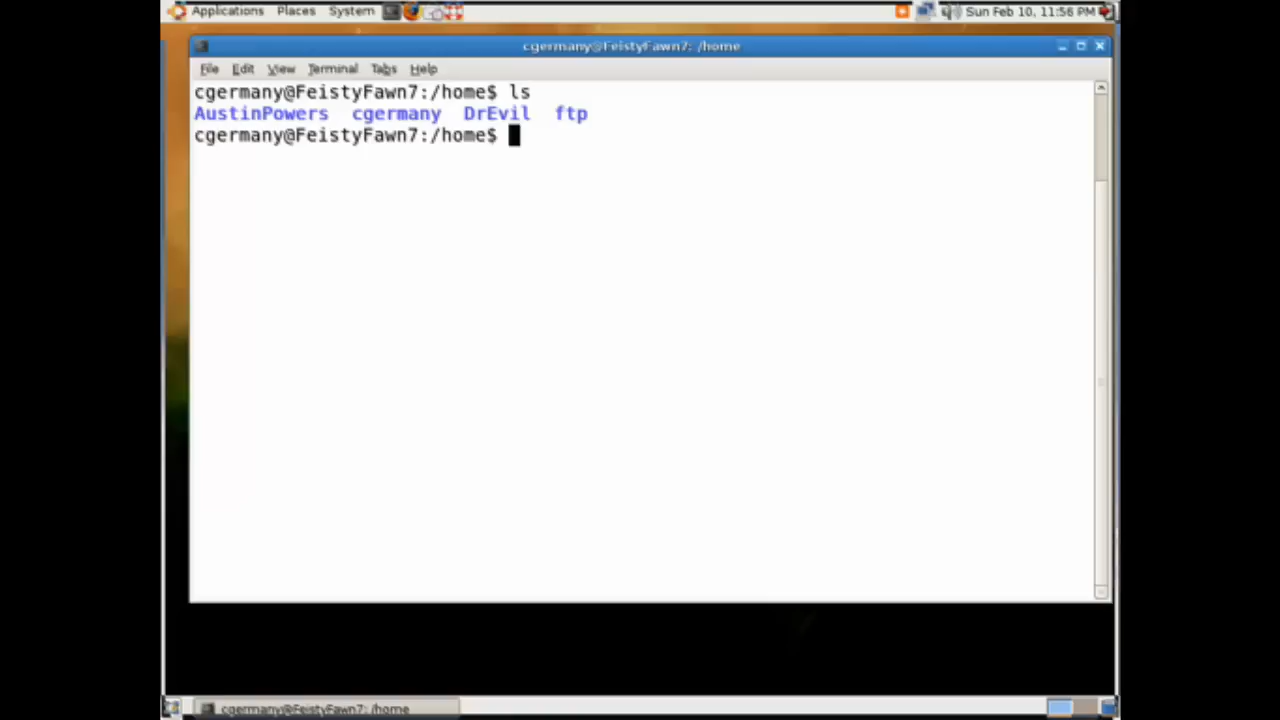 Applications Places System Sun Feb 10, 11:56 PM
cgermany@FeistyFawn7: /home
File Edit View Terminal Tabs Help
cgermany@FeistyFawn7:/home$ ls
AustinPowers cgermany DrEvil ftp
cgermany@FeistyFawn7:/home$
cgermany@FeistyFawn7: /home